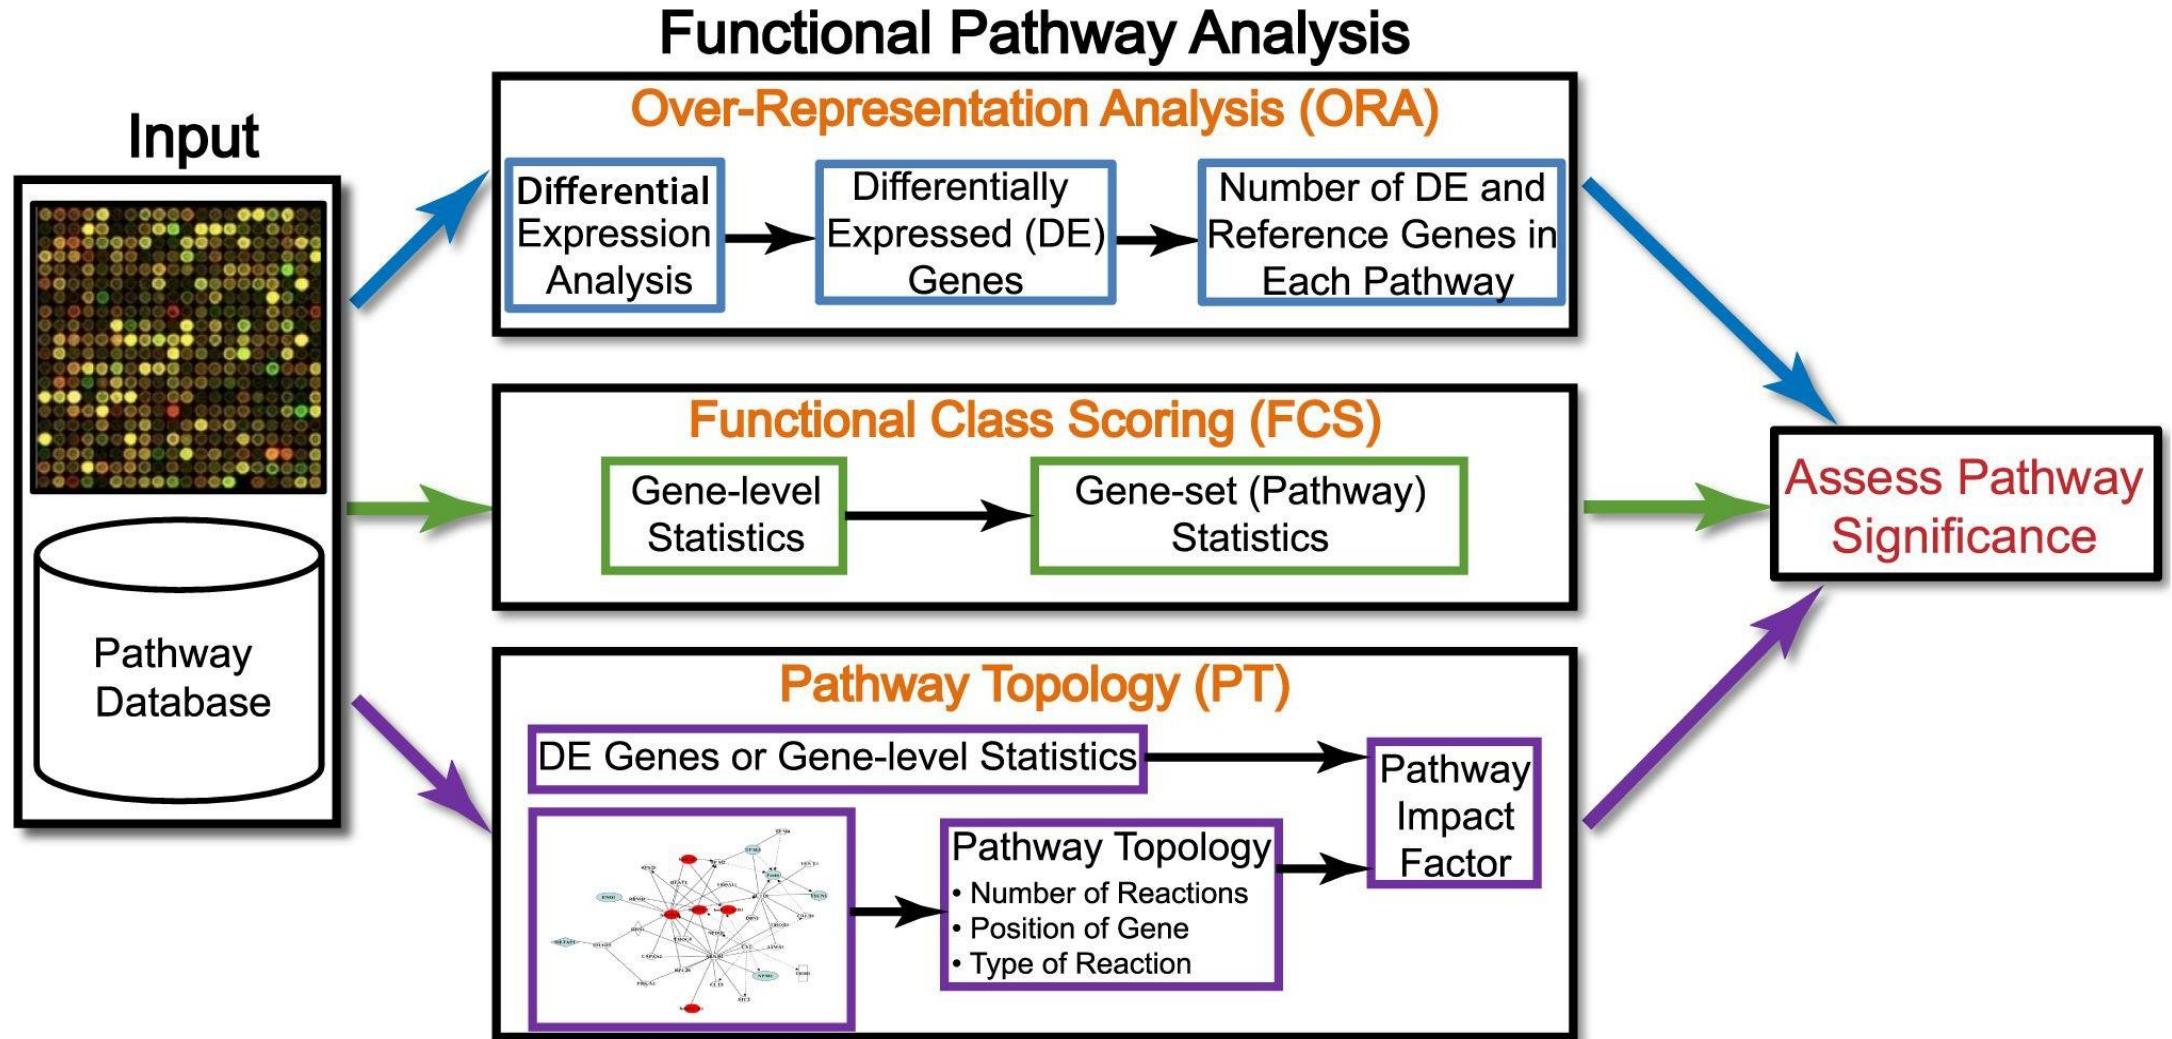 Functional Pathway Analysis
Input
Pathway
Database
Over-Representation Analysis (ORA)
Differential
Expression
Analysis
Differentially
Expressed (DE)
Genes
Number of DE and
Reference Genes in
Each Pathway
Functional Class Scoring (FCS)
Gene-level
Statistics
Gene-set (Pathway)
Statistics
Pathway Topology (PT)
DE Genes or Gene-level Statistics
Pathway Topology
• Number of Reactions
• Position of Gene
• Type of Reaction
Pathway
Impact
Factor
Assess Pathway
Significance